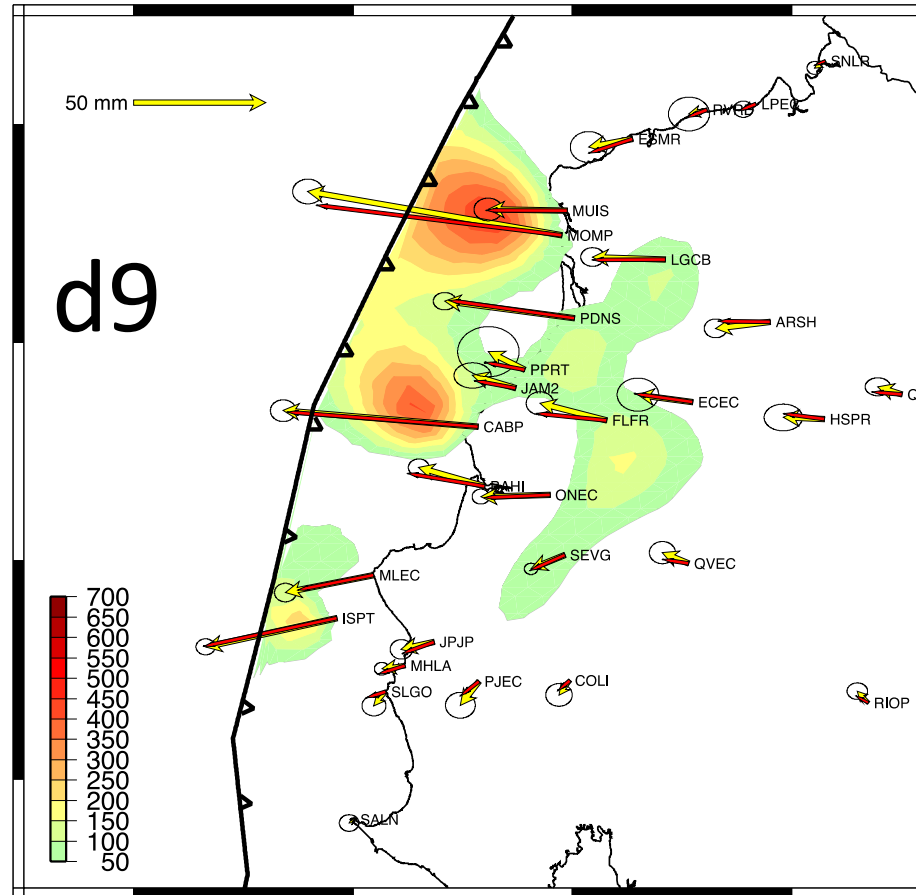 SNLR
50 mm
RVRD
LPEC
ESMR
MUIS
MOMP
LGCB
d9
PDNS
ARSH
PPRT
JAM2
ECEC
Q
FLFR
HSPR
CABP
BAHI
ONEC
SEVG
QVEC
MLEC
ISPT
JPJP
MHLA
PJEC
COLI
SLGO
RIOP
SALN
700
650
600
550
500
450
400
350
300
250
200
150
100
50